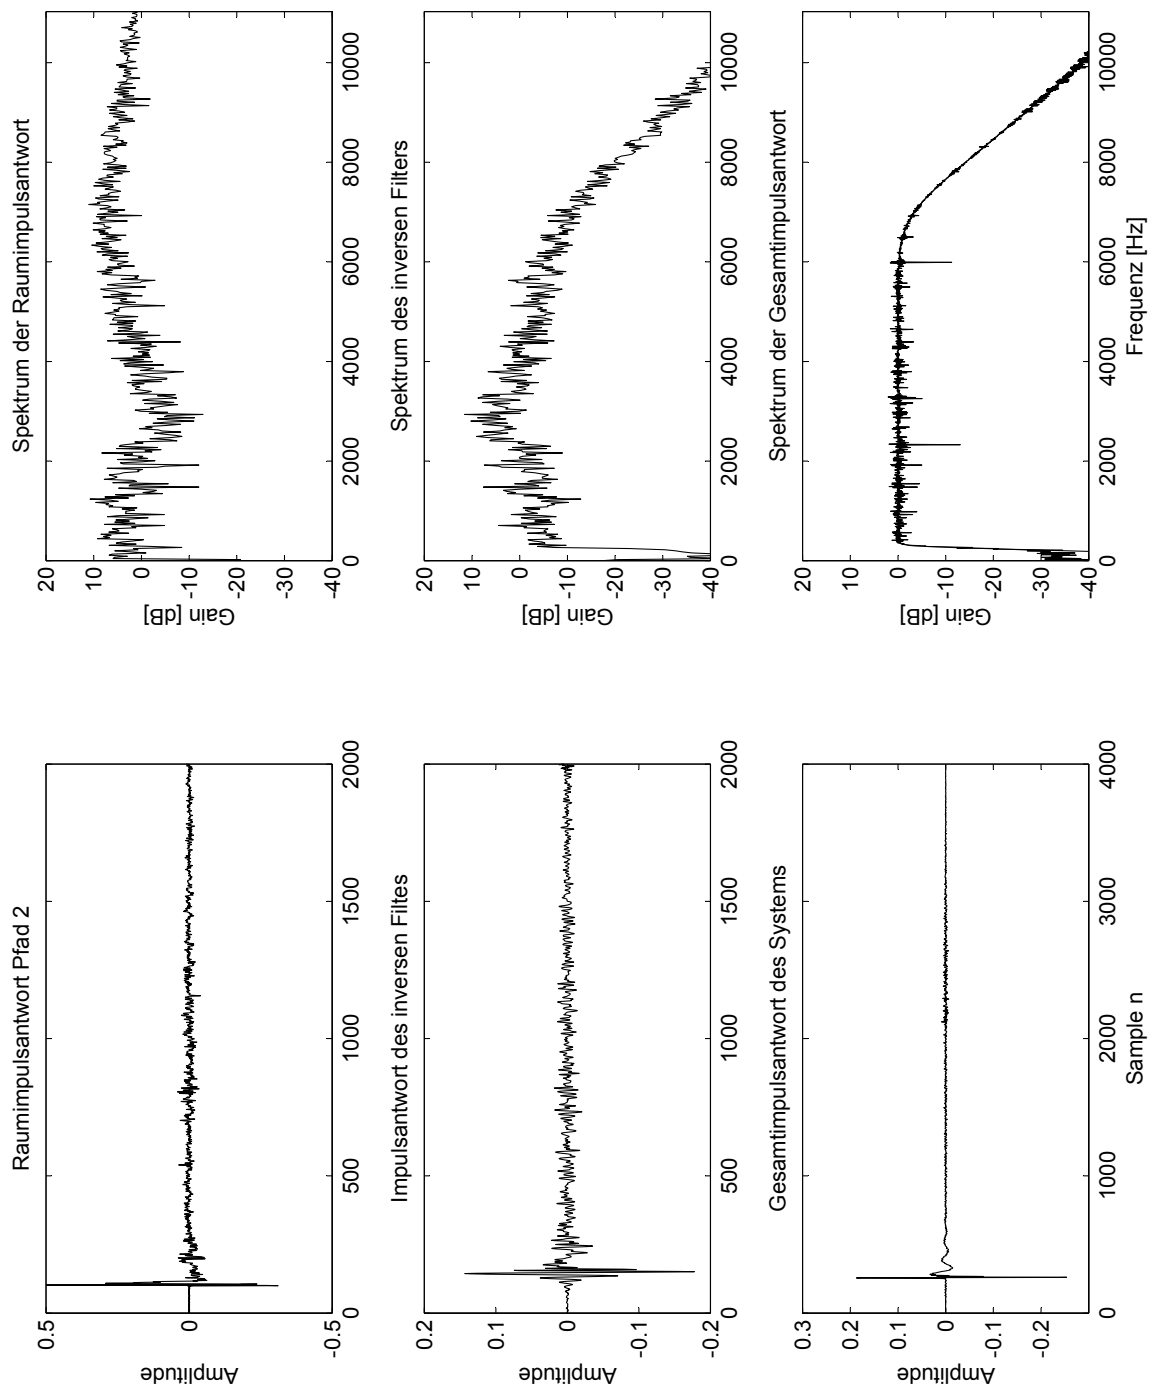 Raumimpulsantwort Pfad 2
Amplitude
0.5
0
-0.5
0 500 1000 1500 2000
Spektrum der Raumimpulsantwort
Gain [dB]
20
10
0
-10
-20
-30
-40
0 2000 4000 6000 8000 10000
Impulsantwort des inversen Filtes
Amplitude
0.2
0.1
0
-0.1
-0.2
0 500 1000 1500 2000
Spektrum des inversen Filters
Gain [dB]
20
10
0
-10
-20
-30
-40
0 2000 4000 6000 8000 10000
Gesamtimpulsantwort des Systems
Amplitude
0.3
0.2
0.1
0
-0.1
-0.2
0 1000 2000 3000 4000
Sample n
Spektrum der Gesamtimpulsantwort
Gain [dB]
20
10
0
-10
-20
-30
-40
0 2000 4000 6000 8000 10000
Frequenz [Hz]